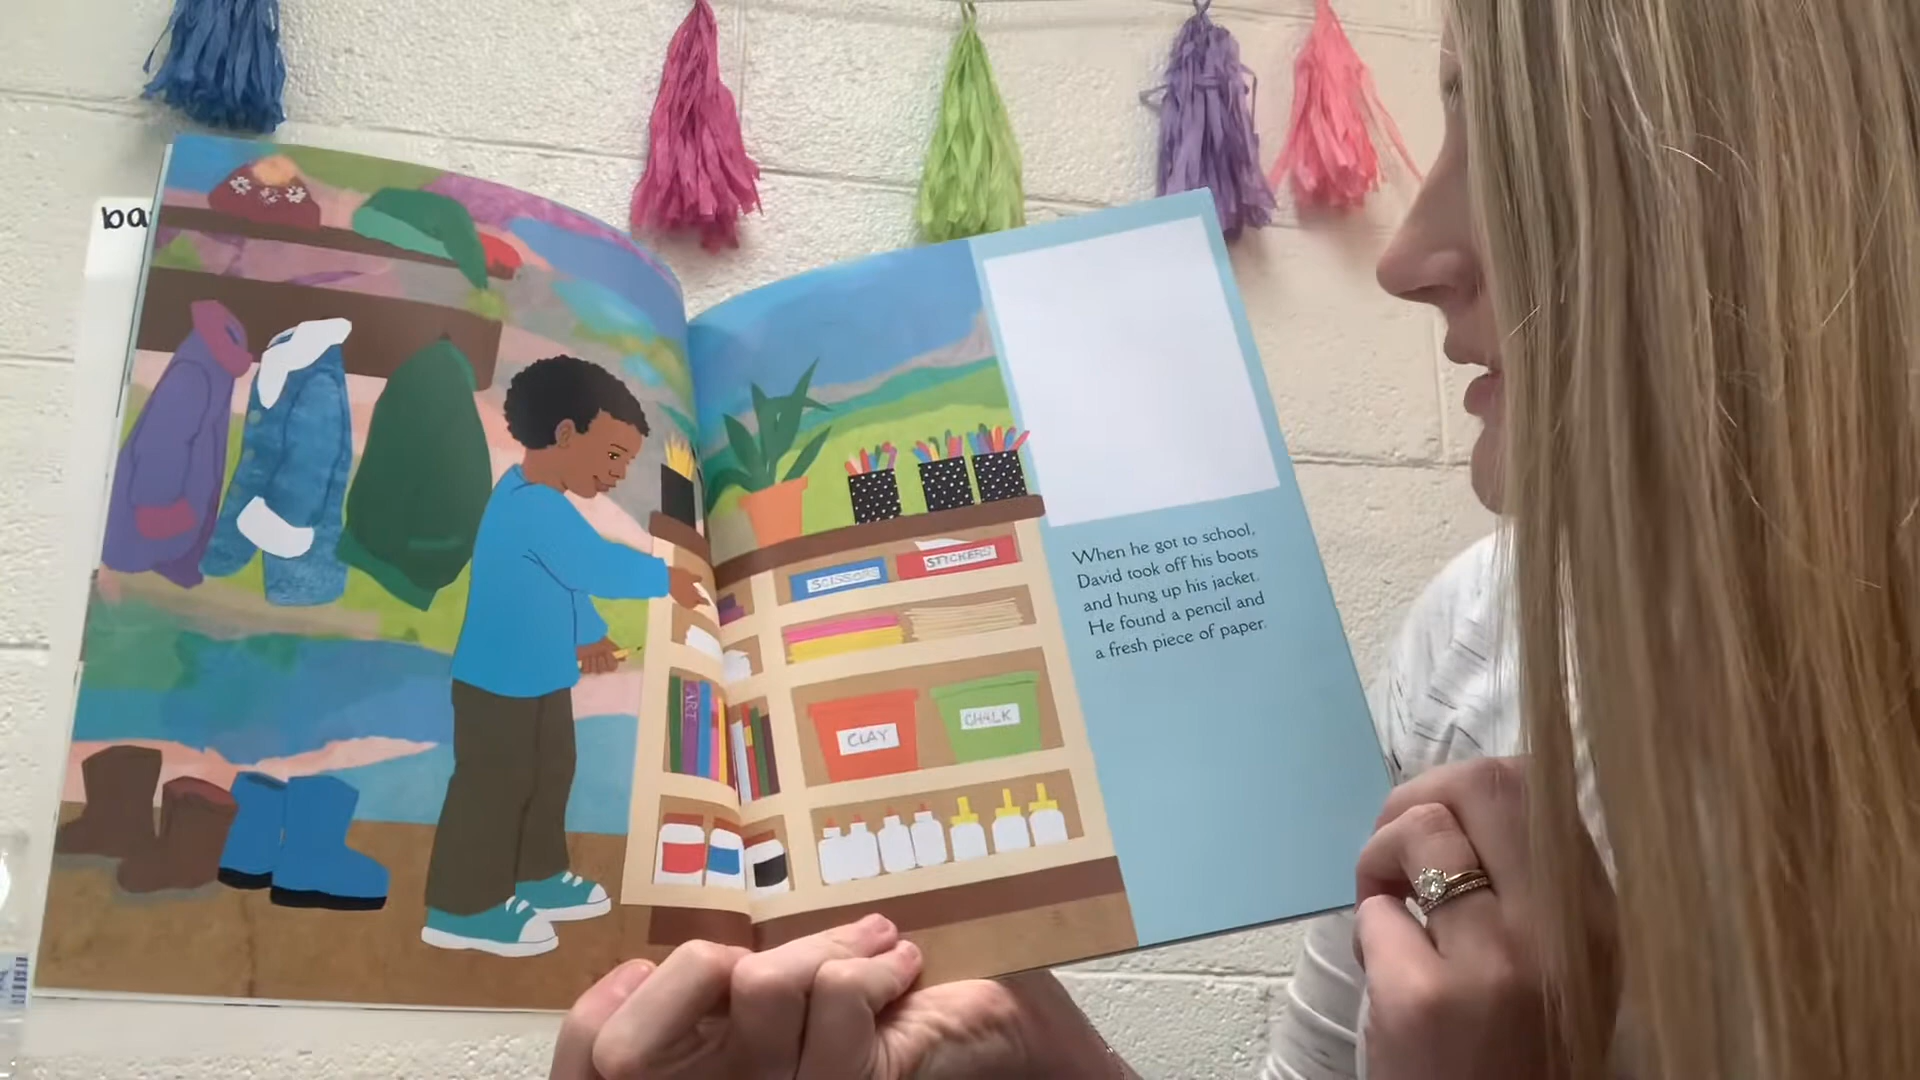 ba
SCISSORS
STICKERS
ART
CLAY
CHALK
When he got to school,
David took off his boots
and hung up his jacket.
He found a pencil and
a fresh piece of paper.